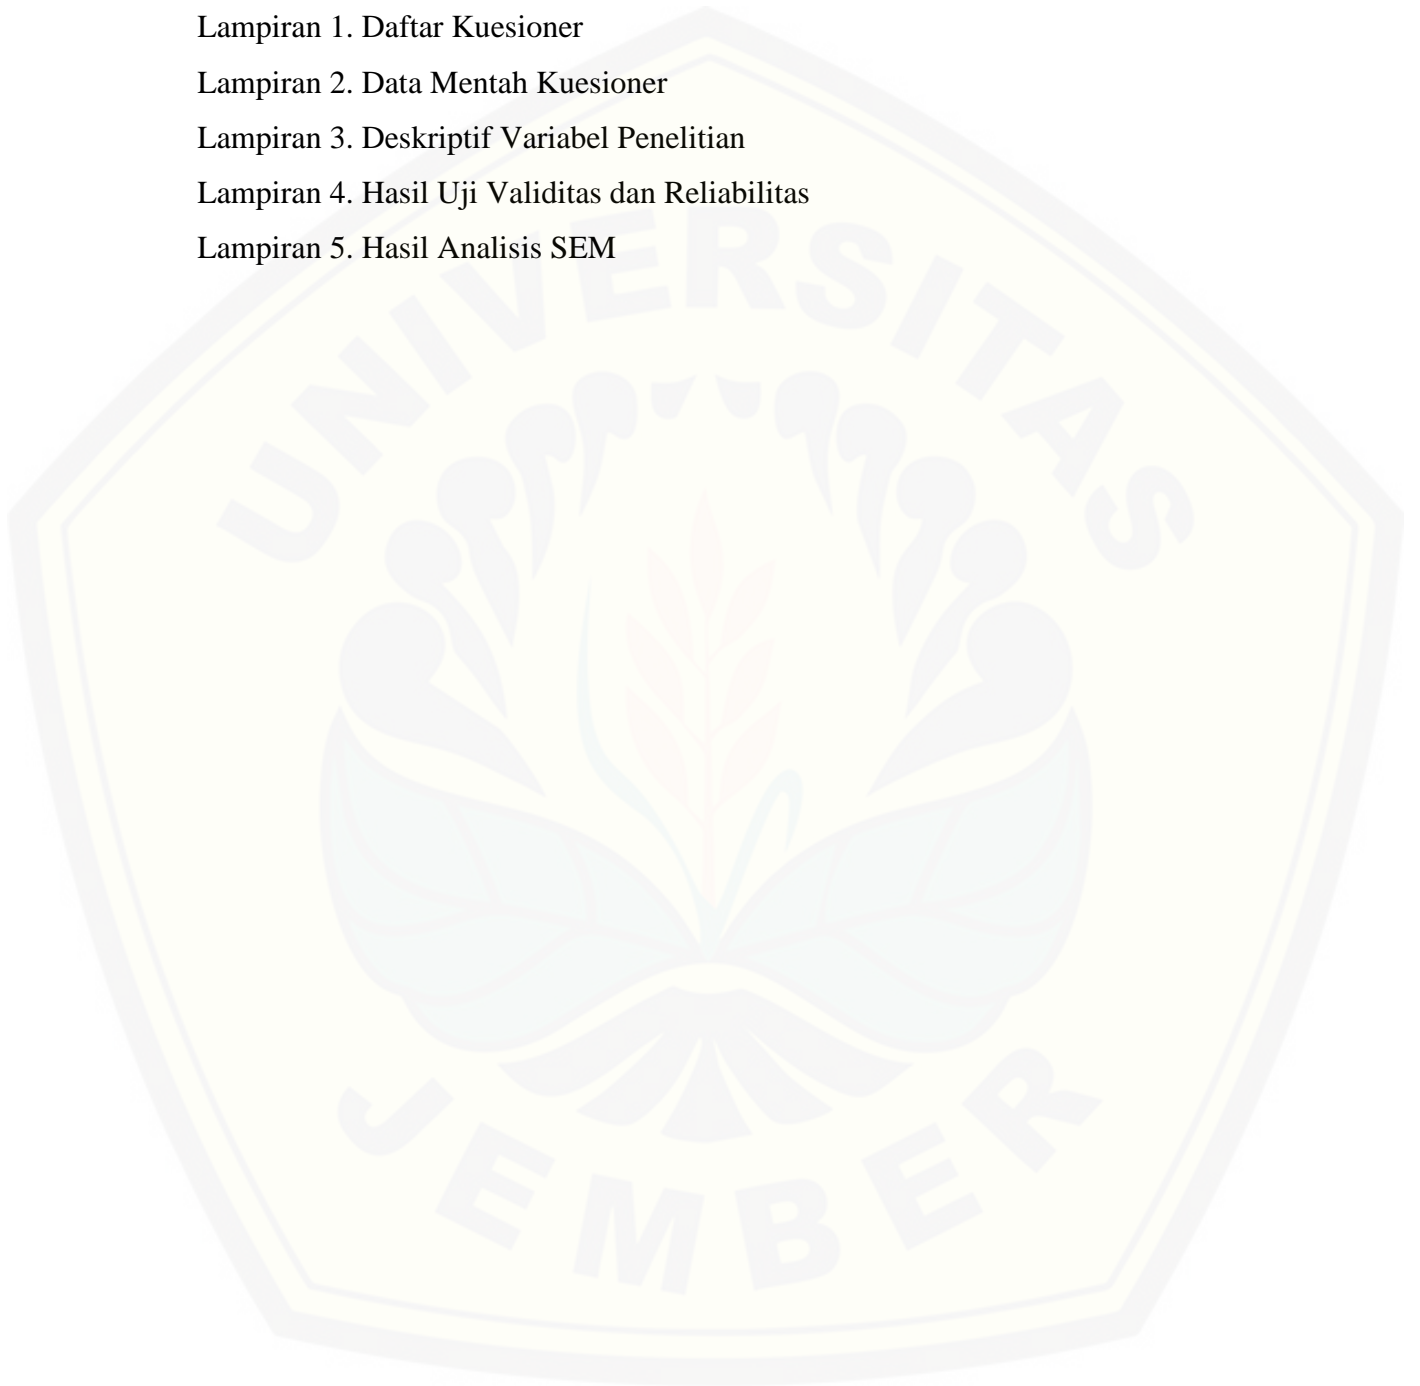 Lampiran 1. Daftar Kuesioner
Lampiran 2. Data Mentah Kuesioner
Lampiran 3. Deskriptif Variabel Penelitian
Lampiran 4. Hasil Uji Validitas dan Reliabilitas
Lampiran 5. Hasil Analisis SEM
UNIVERSITAS
JEMBER